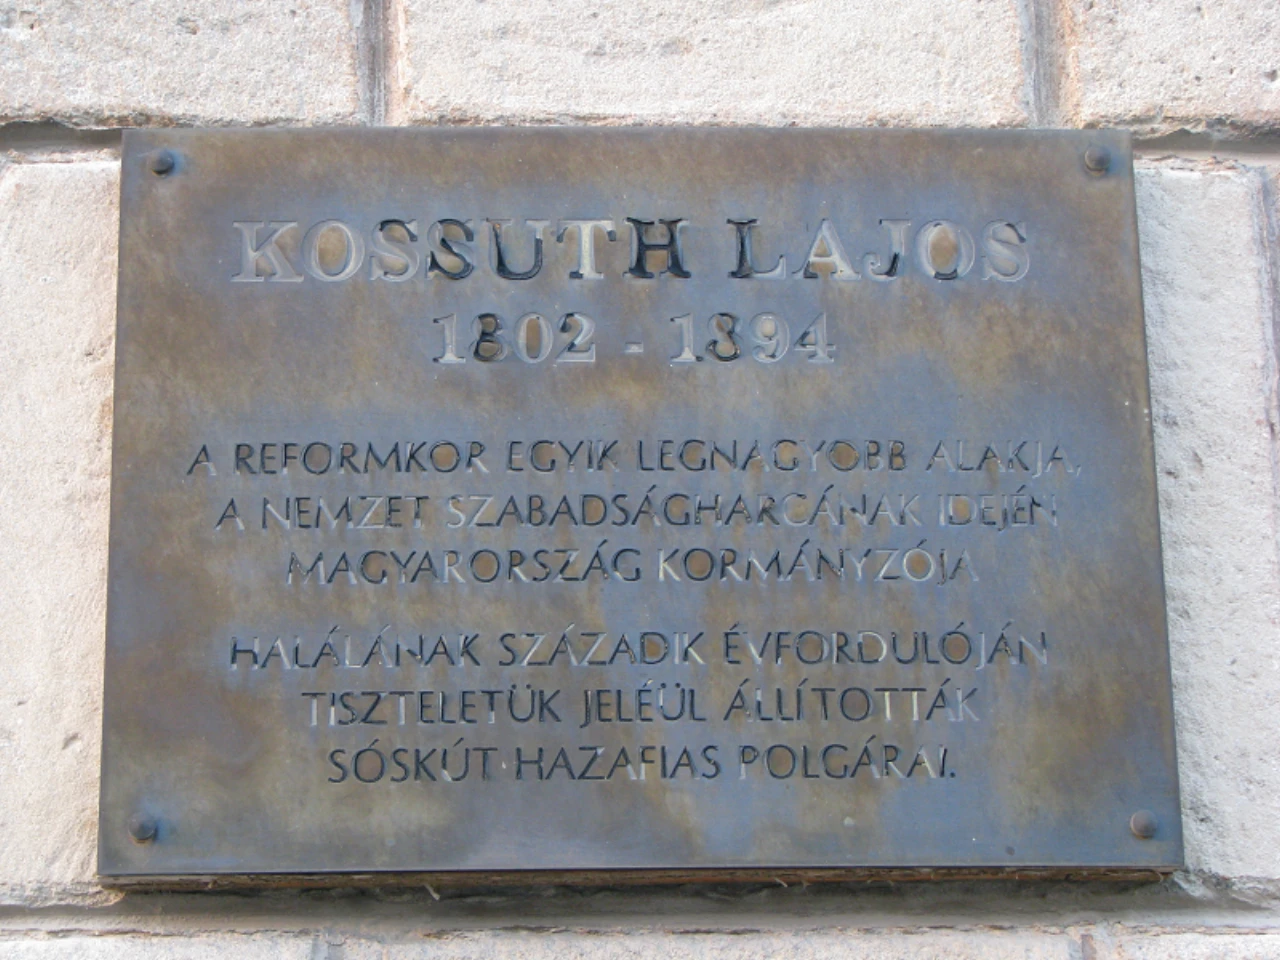 KOSSUTH LAJOS
1802 - 1894
A REFORMKOR EGYIK LEGNAGYOBB ALAKJA,
A NEMZET SZABADSÁGHARCÁNAK IDEJÉN
MAGYARORSZÁG KORMÁNYZÓJA
HALÁLÁNAK SZÁZADIK ÉVFORDULÓJÁN
TISZTELETÜK JELÉÜL ÁLLÍTOTTÁK
SÓSKÚT HAZAFIAS POLGÁRAI.